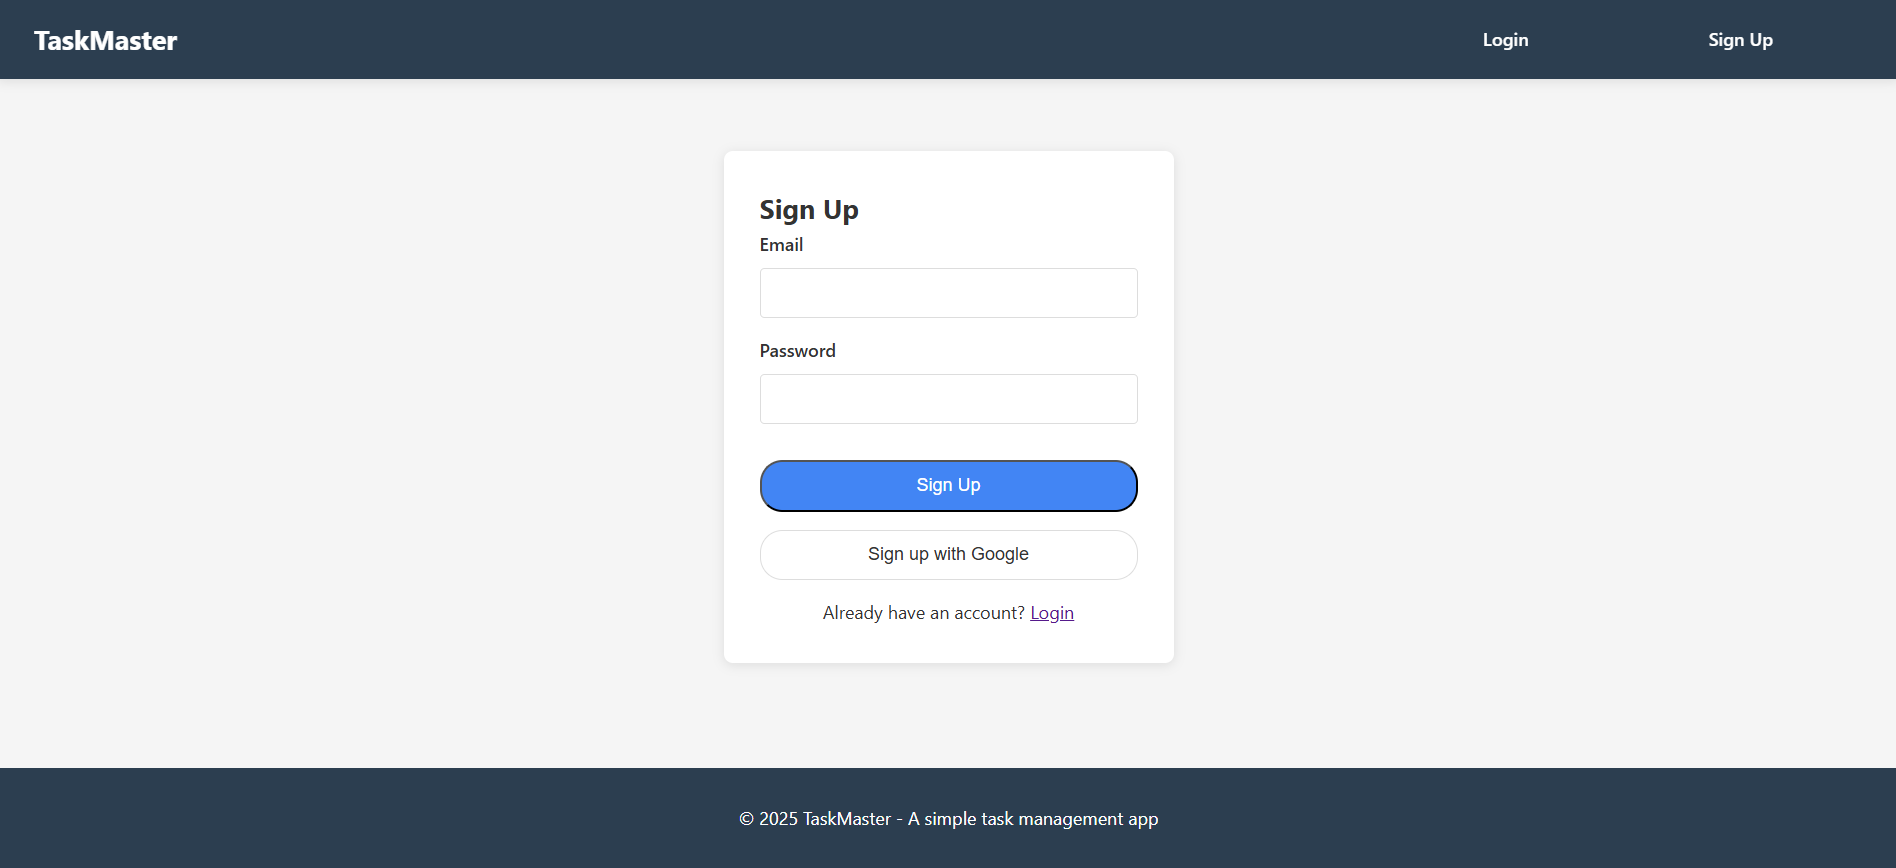 TaskMaster
Login
Sign Up
Sign Up
Email
Password
Sign Up
Sign up with Google
Already have an account? Login
© 2025 TaskMaster - A simple task management app